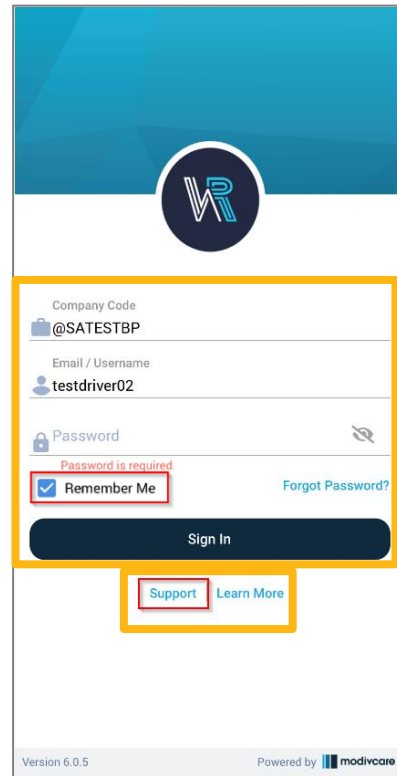 WR
Company Code
@SATESTBP
Email / Username
testdriver02
Password
Password is required
Remember Me
Forgot Password?
Sign In
Support Learn More
Version 6.0.5 Powered by modivcare